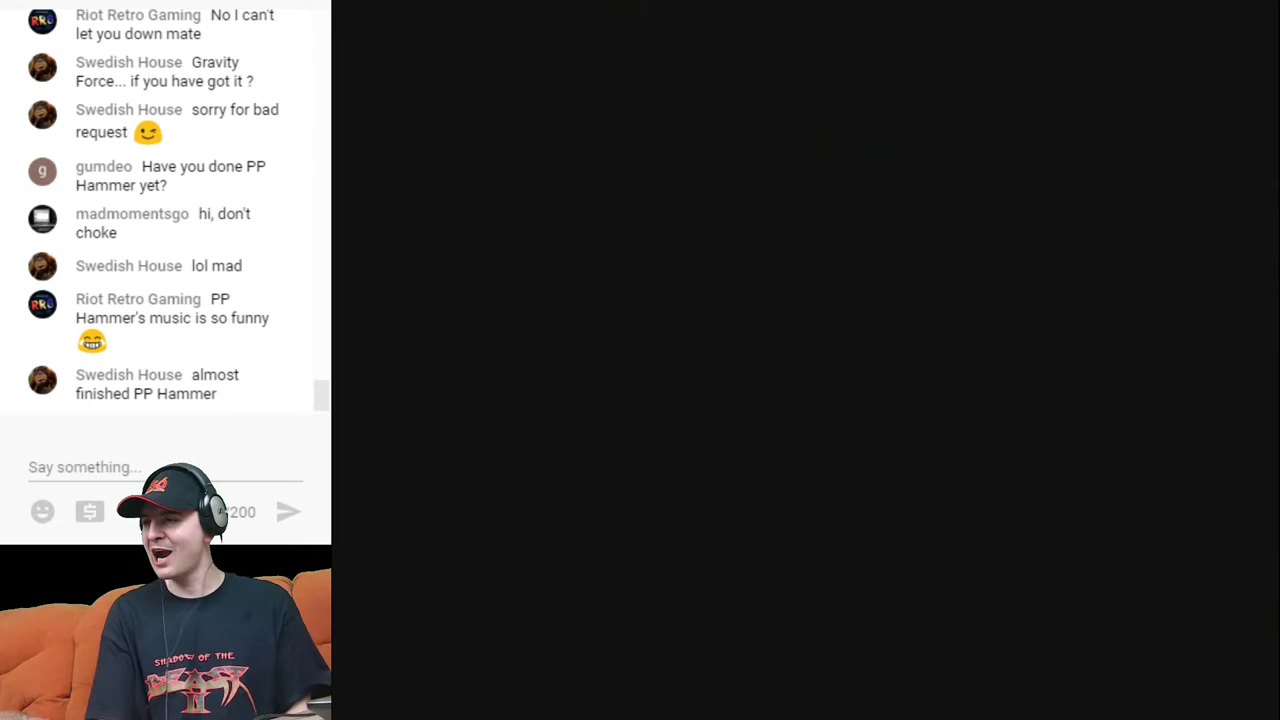 Riot Retro Gaming No I can't
let you down mate
Swedish House Gravity
Force... if you have got it ?
Swedish House sorry for bad
request
g
gumdeo Have you done PP
Hammer yet?
madmomentsgo hi, don't
choke
Swedish House lol mad
Riot Retro Gaming PP
Hammer's music is so funny
Swedish House almost
finished PP Hammer
Say something...
/200
SHADOW OF THE
BEAST
II